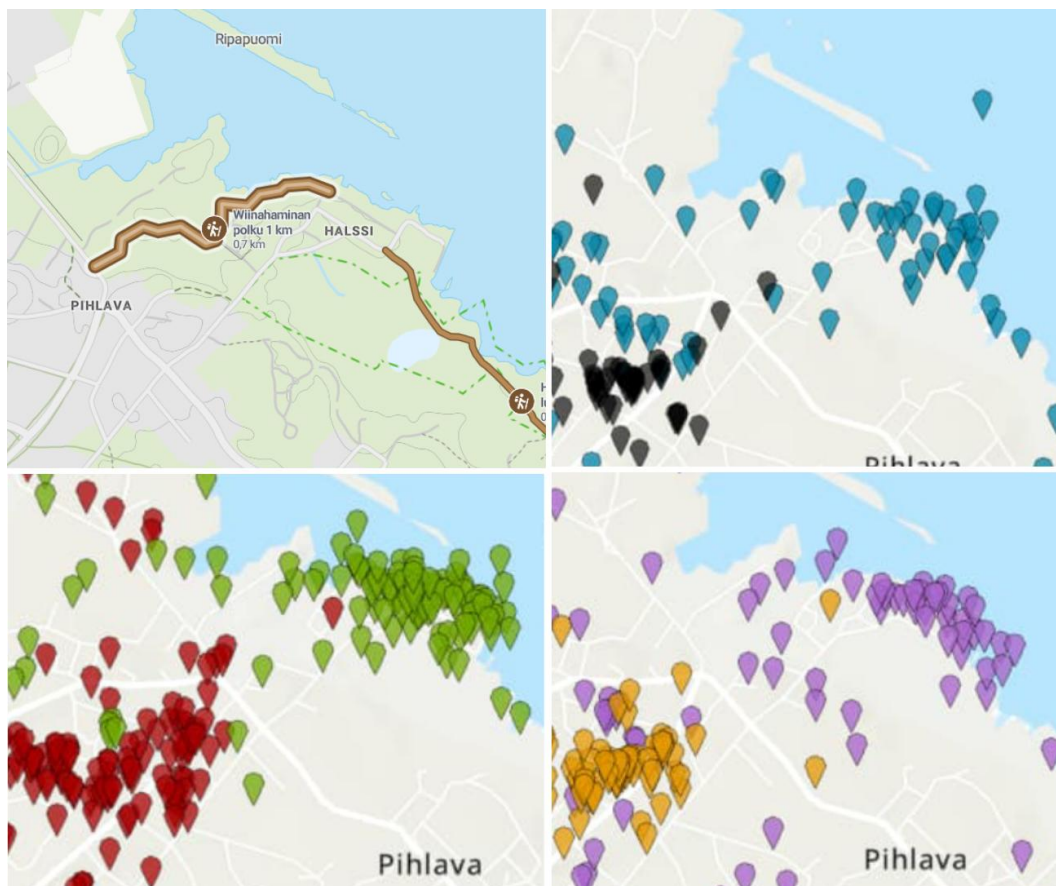 Ripapuomi
Wiinahaminan
polku 1 km
0,7 km
HALSSI
PIHLAVA
H
Pihlava
Pihlava
Pihlava